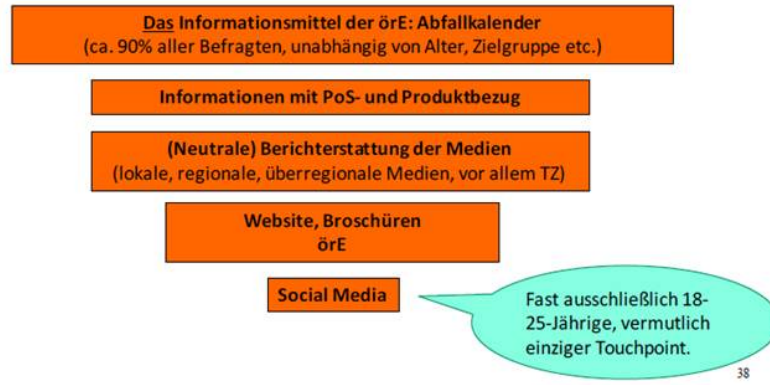 Das Informationsmittel der örE: Abfallkalender
(ca. 90% aller Befragten, unabhängig von Alter, Zielgruppe etc.)
Informationen mit PoS- und Produktbezug
(Neutrale) Berichterstattung der Medien
(lokale, regionale, überregionale Medien, vor allem TZ)
Website, Broschüren
örE
Social Media
Fast ausschließlich 18-
25-Jährige, vermutlich
einziger Touchpoint.
38